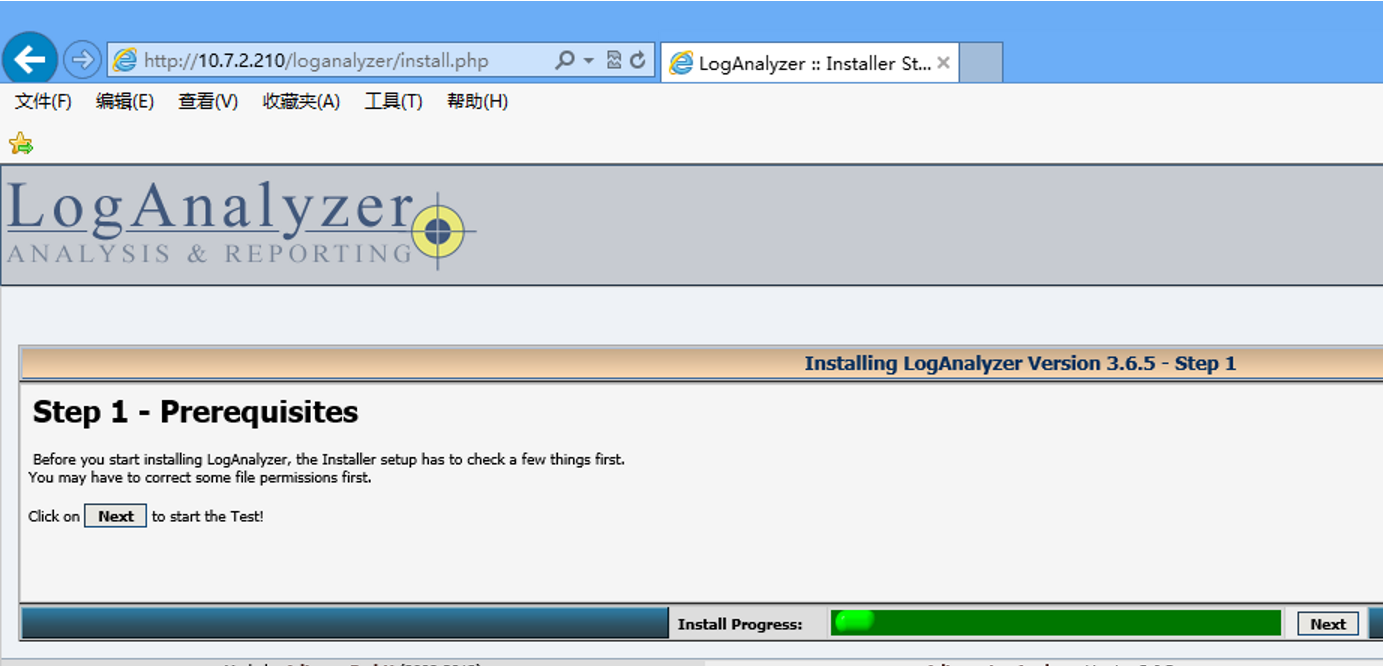 http://10.7.2.210/loganalyzer/install.php
LogAnalyzer :: Installer St...
文件(F) 编辑(E) 查看(V) 收藏夹(A) 工具(T) 帮助(H)
LogAnalyzer
ANALYSIS & REPORTING
Installing LogAnalyzer Version 3.6.5 - Step 1
Step 1 - Prerequisites
Before you start installing LogAnalyzer, the Installer setup has to check a few things first.
You may have to correct some file permissions first.
Click on Next to start the Test!
Install Progress:
Next